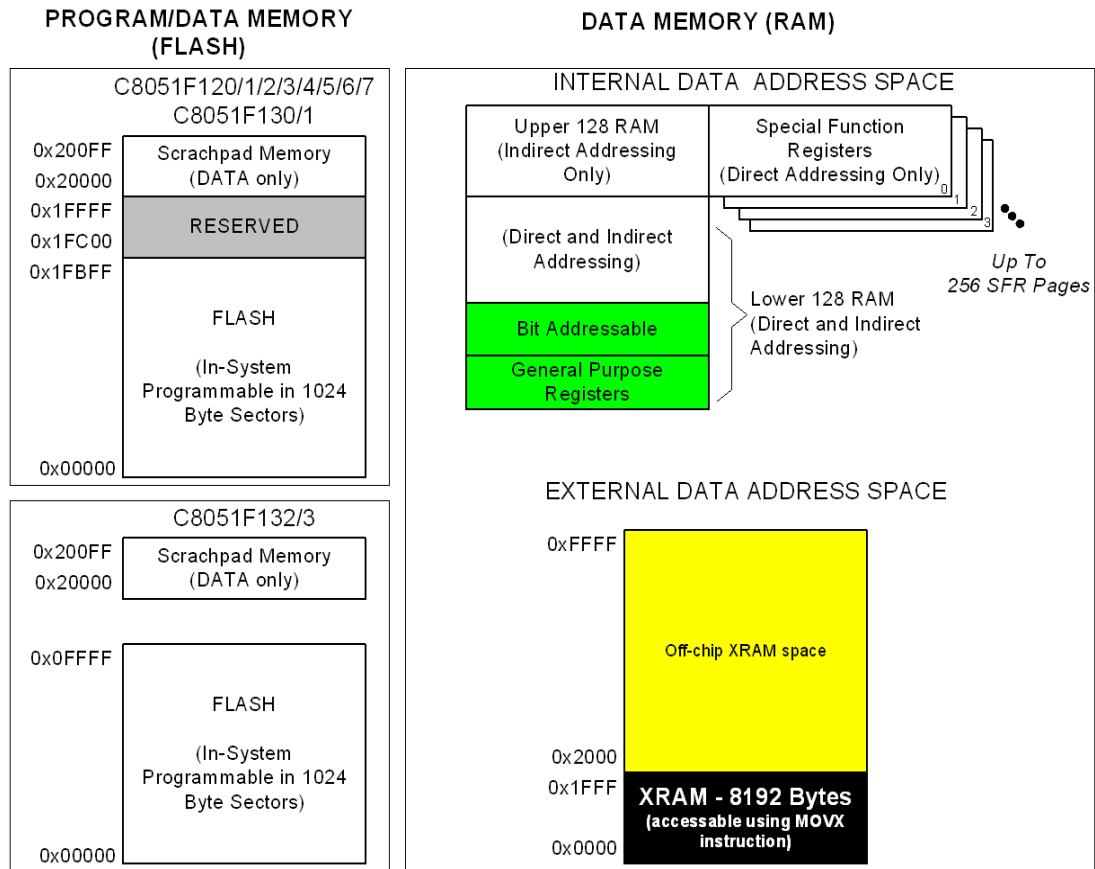 PROGRAM/DATA MEMORY
(FLASH)
C8051F120/1/2/3/4/5/6/7
C8051F130/1
0x200FF
0x20000
Scrachpad Memory
(DATA only)
0x1FFFF
0x1FC00
RESERVED
0x1FBFF
FLASH
(In-System
Programmable in 1024
Byte Sectors)
0x00000
C8051F132/3
0x200FF
0x20000
Scrachpad Memory
(DATA only)
0x0FFFF
FLASH
(In-System
Programmable in 1024
Byte Sectors)
0x00000
DATA MEMORY (RAM)
INTERNAL DATA ADDRESS SPACE
Upper 128 RAM
(Indirect Addressing
Only)
Special Function
Registers
(Direct Addressing Only)
0
1
2
3
Up To
256 SFR Pages
(Direct and Indirect
Addressing)
Bit Addressable
General Purpose
Registers
Lower 128 RAM
(Direct and Indirect
Addressing)
EXTERNAL DATA ADDRESS SPACE
0xFFFF
Off-chip XRAM space
0x2000
0x1FFF
XRAM - 8192 Bytes
(accessable using MOVX
instruction)
0x0000